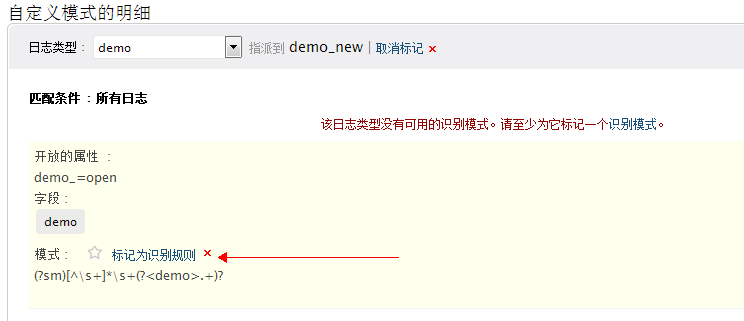 自定义模式的明细
日志类型： demo 指派到 demo_new | 取消标记 ×
匹配条件 : 所有日志
该日志类型没有可用的识别模式。请至少为它标记一个识别模式。
开放的属性 :
demo_=open
字段 :
demo
模式 : 标记为识别规则 ×
(?sm)[^\s+]*\s+(?<demo>.+)?